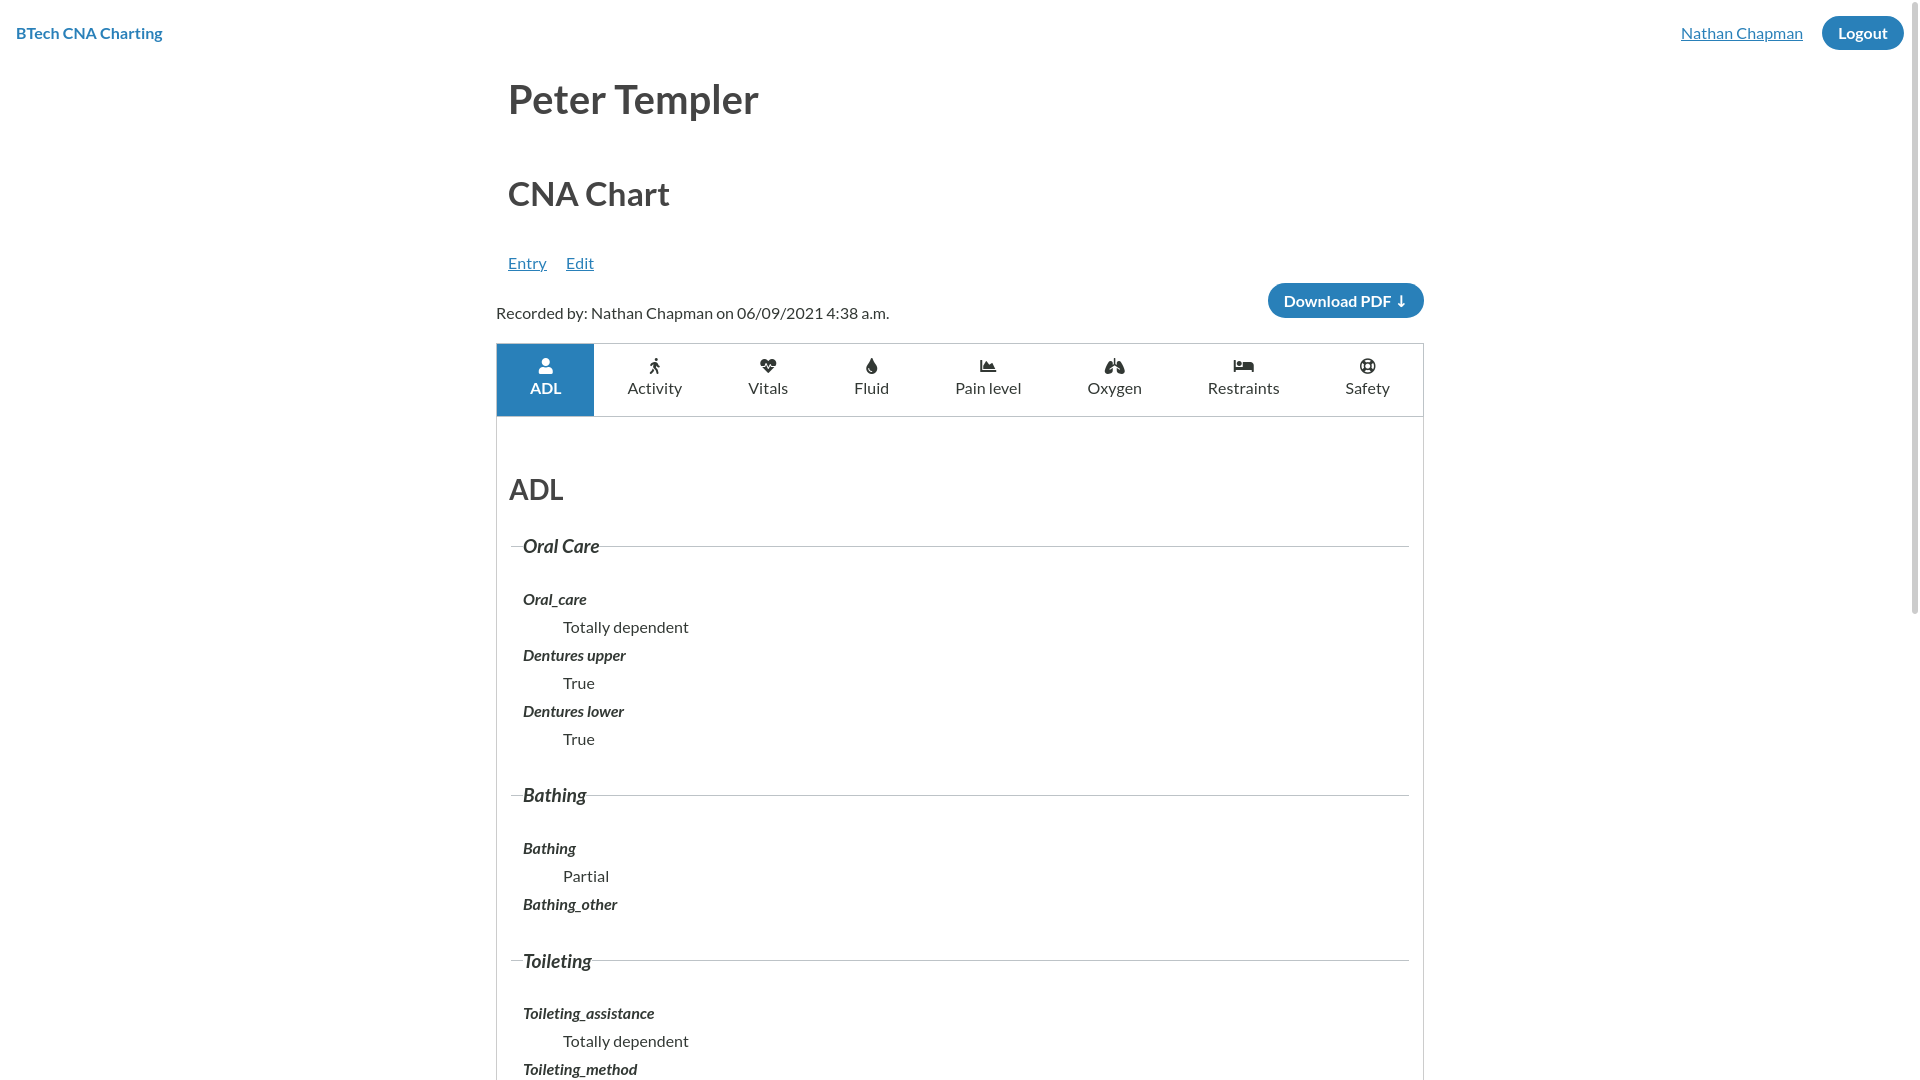 BTech CNA Charting
Nathan Chapman
Logout
Peter Templer
CNA Chart
Entry Edit
Download PDF ↓
Recorded by: Nathan Chapman on 06/09/2021 4:38 a.m.
ADL Activity Vitals Fluid Pain level Oxygen Restraints Safety
ADL
Oral Care
Oral_care
Totally dependent
Dentures upper
True
Dentures lower
True
Bathing
Bathing
Partial
Bathing_other
Toileting
Toileting_assistance
Totally dependent
Toileting_method